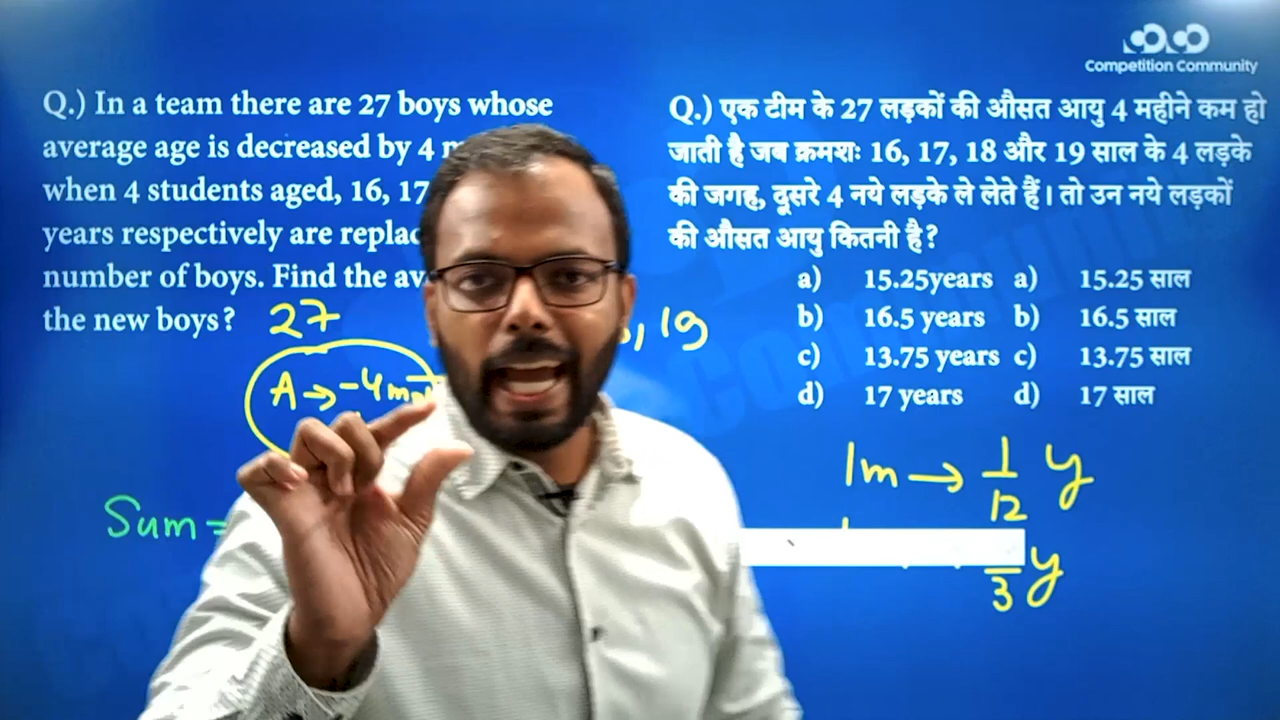 Competition Community
Q.) In a team there are 27 boys whose
average age is decreased by 4
when 4 students aged, 16, 17
years respectively are
number of boys. Find the
the new boys?
27
, 19
A → -4
Sum =
Q.) एक टीम के 27 लड़कों की औसत आयु 4 महीने कम हो
जाती है जब क्रमशः 16, 17, 18 और 19 साल के 4 लड़के
की जगह, दूसरे 4 नये लड़के ले लेते हैं। तो उन नये लड़कों
की औसत आयु कितनी है?
a) 15.25years a) 15.25 साल
b) 16.5 years b) 16.5 साल
c) 13.75 years c) 13.75 साल
d) 17 years d) 17 साल
1m → 1/12 y
3 y